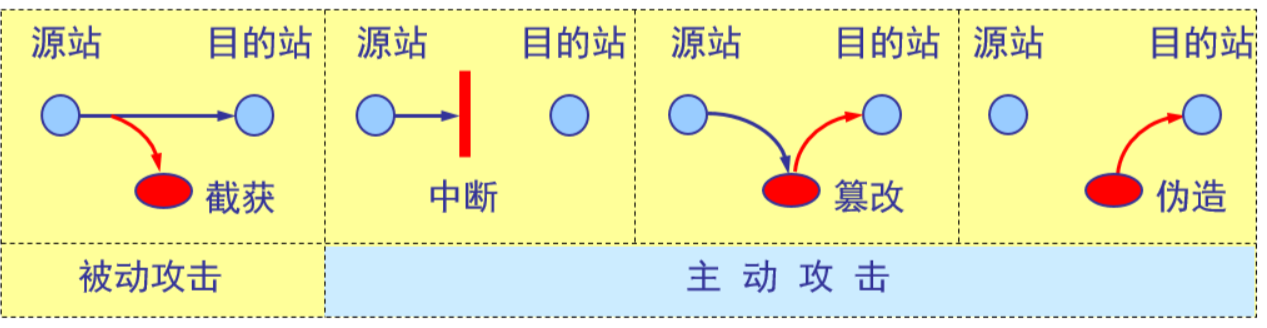 源站 目的站 源站 目的站 源站 目的站 源站 目的站
截获 中断 篡改 伪造
被动攻击 主 动 攻 击